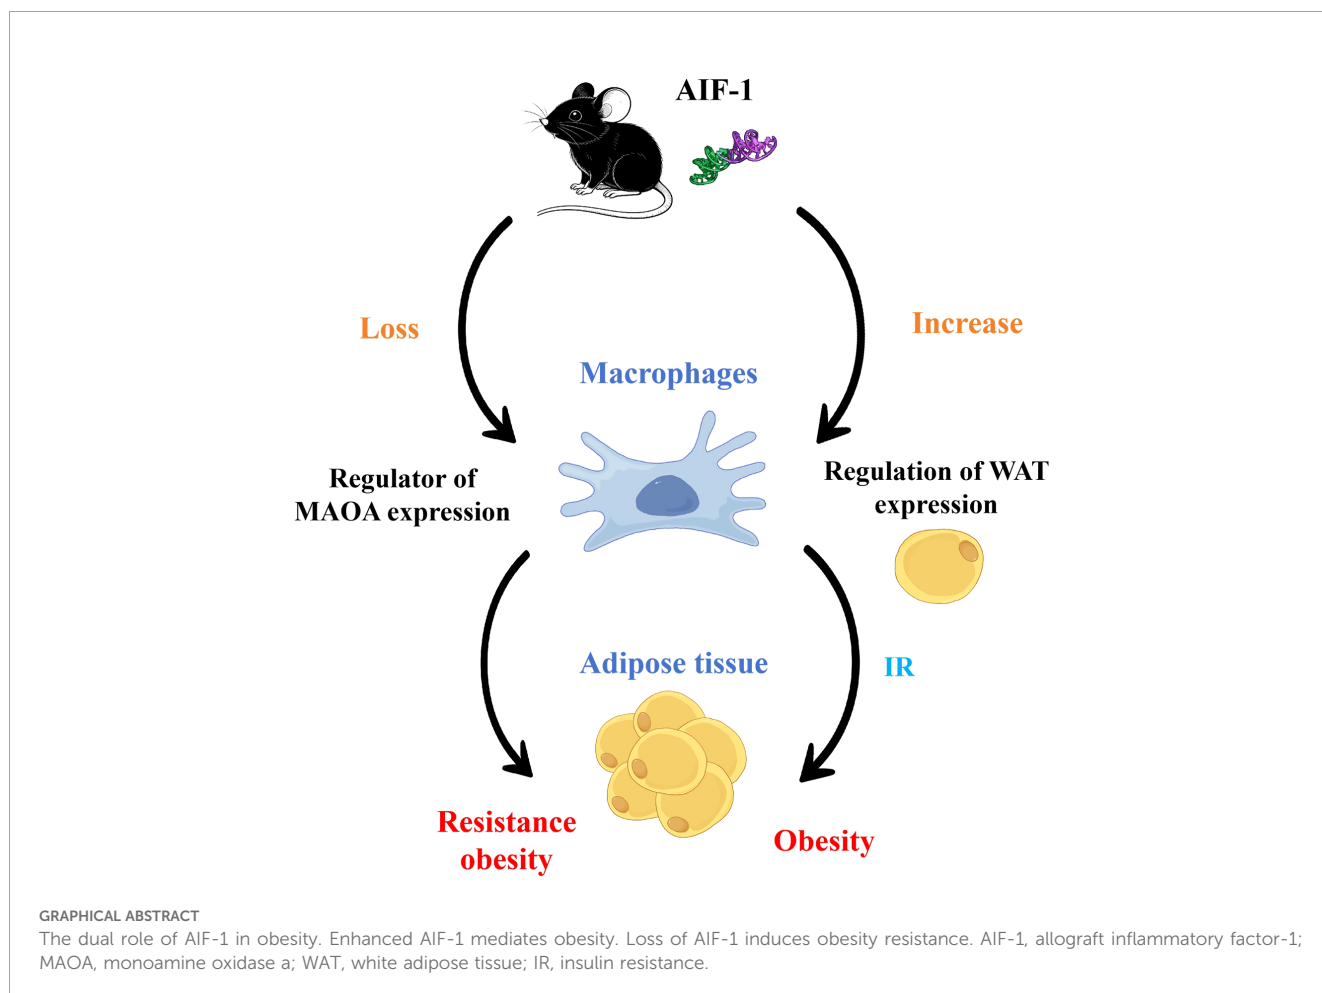 AIF-1
Loss
Increase
Macrophages
Regulator of
MAOA expression
Regulation of WAT
expression
Adipose tissue
IR
Resistance
obesity
Obesity
GRAPHICAL ABSTRACT
The dual role of AIF-1 in obesity. Enhanced AIF-1 mediates obesity. Loss of AIF-1 induces obesity resistance. AIF-1, allograft inflammatory factor-1;
MAOA, monoamine oxidase a; WAT, white adipose tissue; IR, insulin resistance.